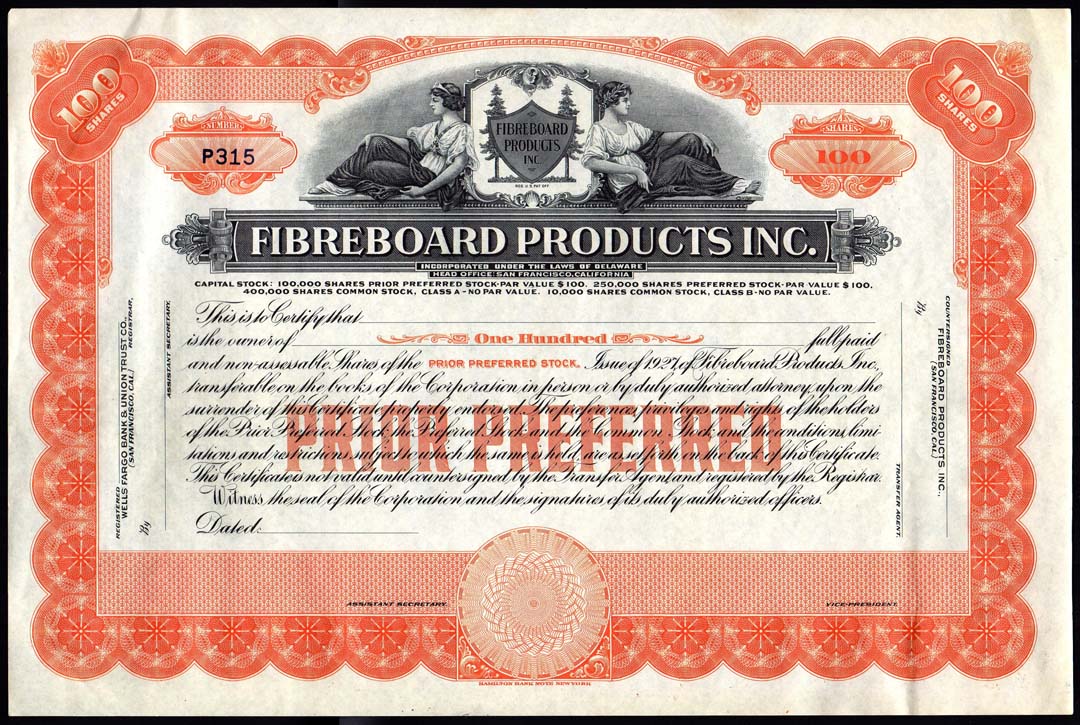 100
SHARES
100
SHARES
NUMBER
P315
SHARES
100
FIBREBOARD
PRODUCTS
INC.
REG. U.S. PAT. OFF.
FIBREBOARD PRODUCTS INC.
INCORPORATED UNDER THE LAWS OF DELAWARE
HEAD OFFICE: SAN FRANCISCO, CALIFORNIA
CAPITAL STOCK: 100,000 SHARES PRIOR PREFERRED STOCK-PAR VALUE $100. 250,000 SHARES PREFERRED STOCK-PAR VALUE $100.
400,000 SHARES COMMON STOCK, CLASS A - NO PAR VALUE. 10,000 SHARES COMMON STOCK, CLASS B - NO PAR VALUE.
This is to Certify that
is the owner of One Hundred full paid
and non-assessable Shares of the PRIOR PREFERRED STOCK. Issue of 1927, of Fibreboard Products Inc.,
transferable on the books of the Corporation in person or by duly authorized attorney, upon the
surrender of this Certificate properly endorsed. The preference, privileges and rights of the holders
of the Prior Preferred Stock, the Preferred Stock and the Common Stock, and the conditions, limi-
tations and restrictions, subject to which the same is held, are as set forth on the back of this Certificate.
This Certificate is not valid until countersigned by the Transfer Agent and registered by the Registrar.
Witness, the seal of the Corporation and the signatures of its duly authorized officers.
Dated:
PRIOR PREFERRED
REGISTERED
WELLS FARGO BANK & UNION TRUST CO.,
(SAN FRANCISCO, CAL.) REGISTRAR,
By
ASSISTANT SECRETARY.
COUNTERSIGNED
FIBREBOARD PRODUCTS INC.,
(SAN FRANCISCO, CAL.)
By
TRANSFER AGENT.
ASSISTANT SECRETARY.
VICE-PRESIDENT.
HAMILTON BANK NOTE NEW YORK